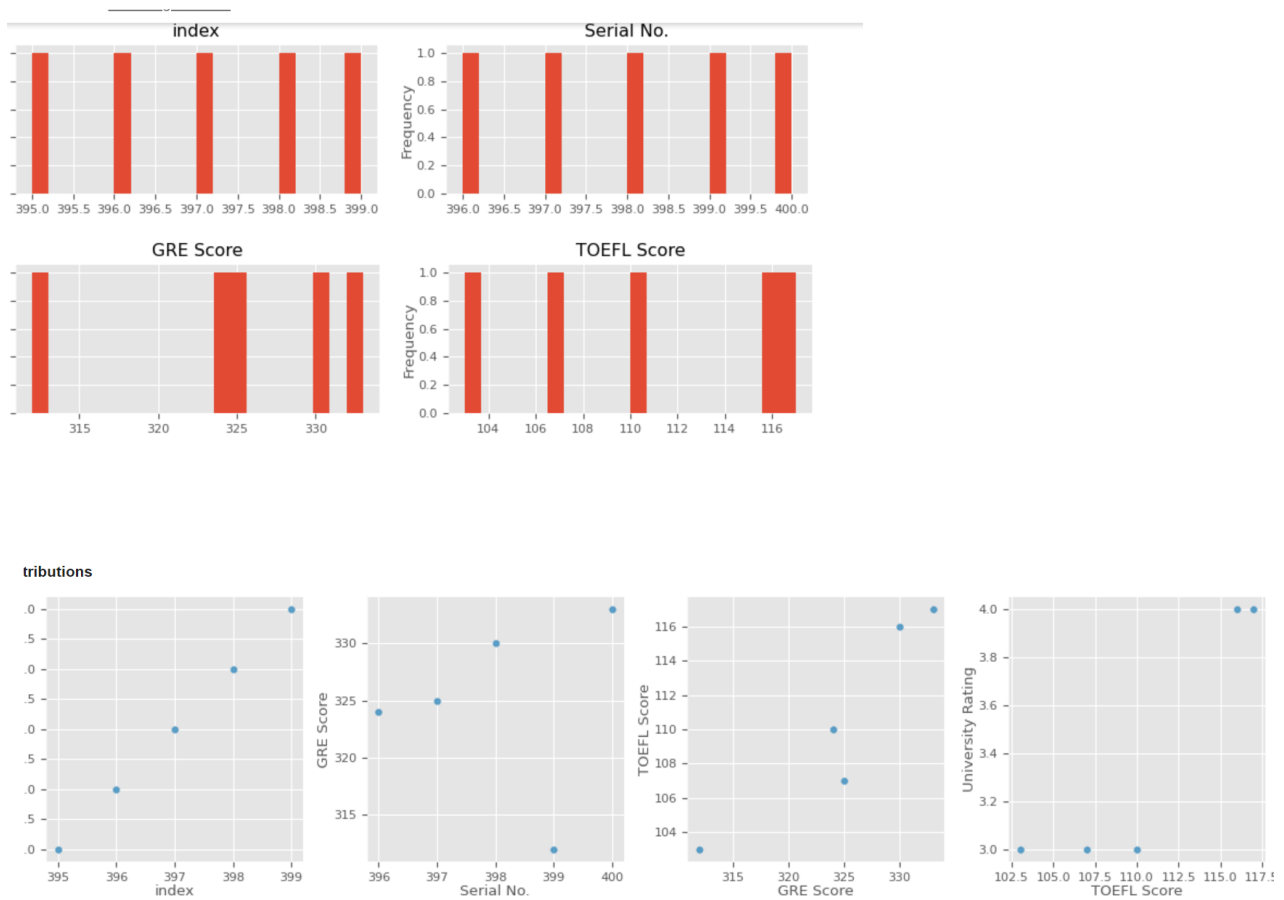 index Serial No.
1.0
0.8
0.6
0.4
0.2
0.0
Frequency
395.0 395.5 396.0 396.5 397.0 397.5 398.0 398.5 399.0
396.0 396.5 397.0 397.5 398.0 398.5 399.0 399.5 400.0
GRE Score TOEFL Score
1.0
0.8
0.6
0.4
0.2
0.0
Frequency
315 320 325 330
104 106 108 110 112 114 116
tributions
.0
.5
.0
.5
.0
.5
.0
.5
.0
395 396 397 398 399
index
GRE Score
330
325
320
315
396 397 398 399 400
Serial No.
TOEFL Score
116
114
112
110
108
106
104
315 320 325 330
GRE Score
University Rating
4.0
3.8
3.6
3.4
3.2
3.0
102.5 105.0 107.5 110.0 112.5 115.0 117.5
TOEFL Score